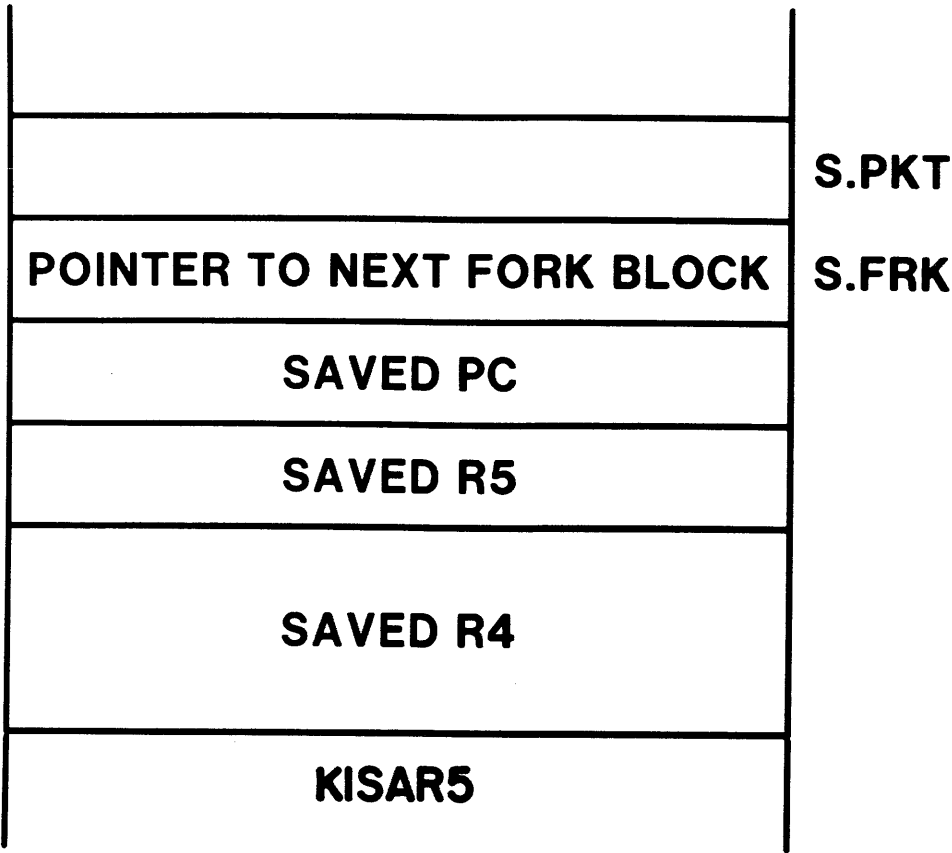 S.PKT
POINTER TO NEXT FORK BLOCK S.FRK
SAVED PC
SAVED R5
SAVED R4
KISAR5